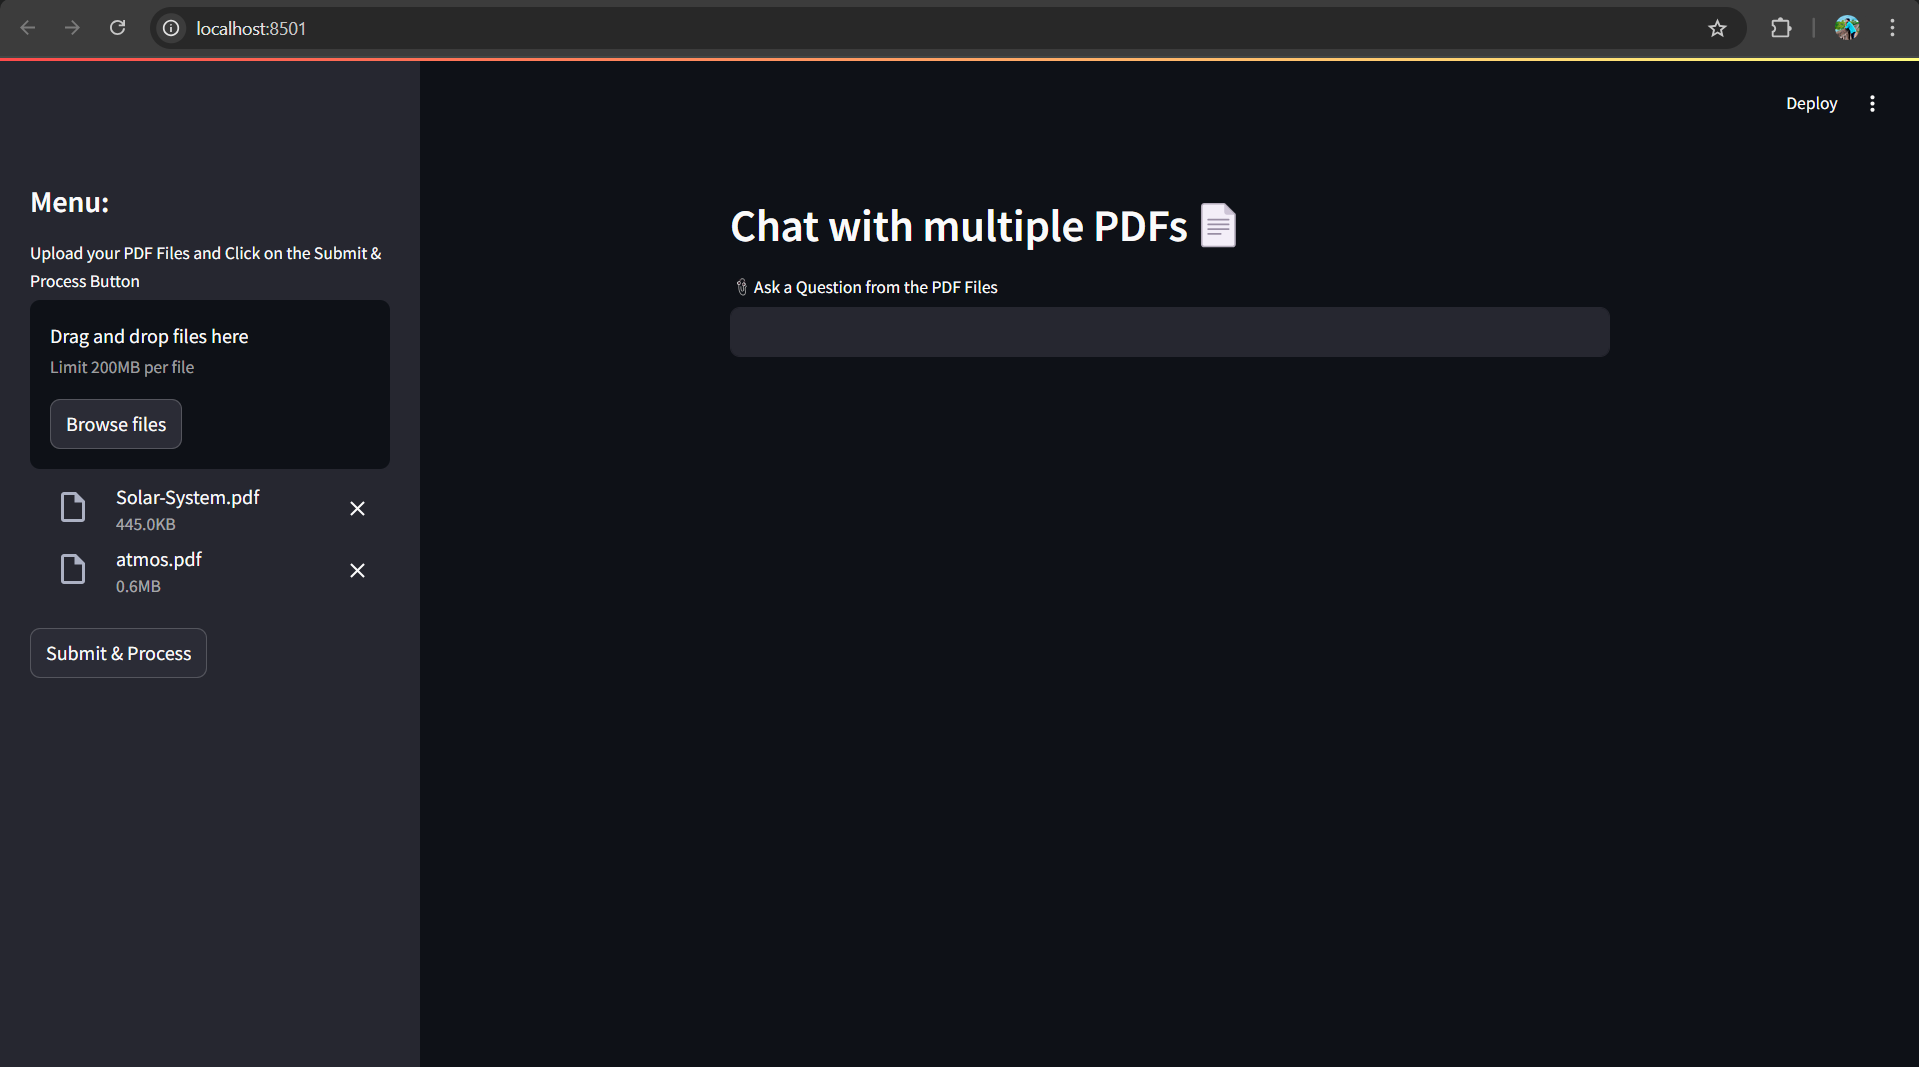 localhost:8501
Deploy
Menu:
Upload your PDF Files and Click on the Submit &
Process Button
Drag and drop files here
Limit 200MB per file
Browse files
Solar-System.pdf
445.0KB
atmos.pdf
0.6MB
Submit & Process
Chat with multiple PDFs
Ask a Question from the PDF Files